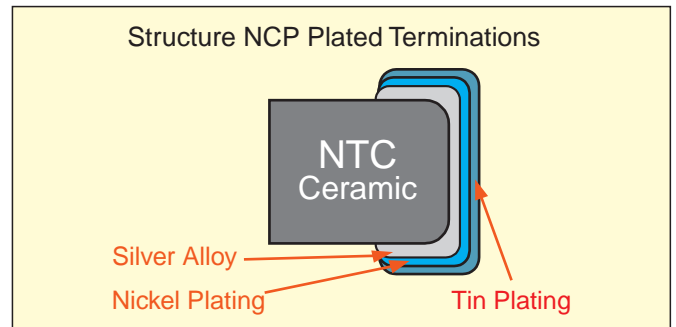 Structure NCP Plated Terminations
NTC
Ceramic
Silver Alloy
Nickel Plating
Tin Plating